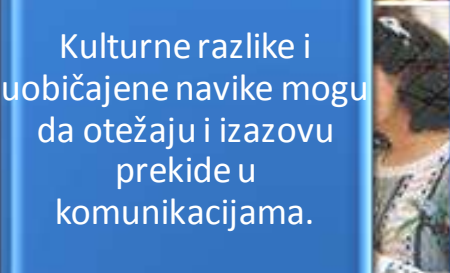 Kulturne razlike i
uobičajene navike mogu
da otežaju i izazovu
prekide u
komunikacijama.